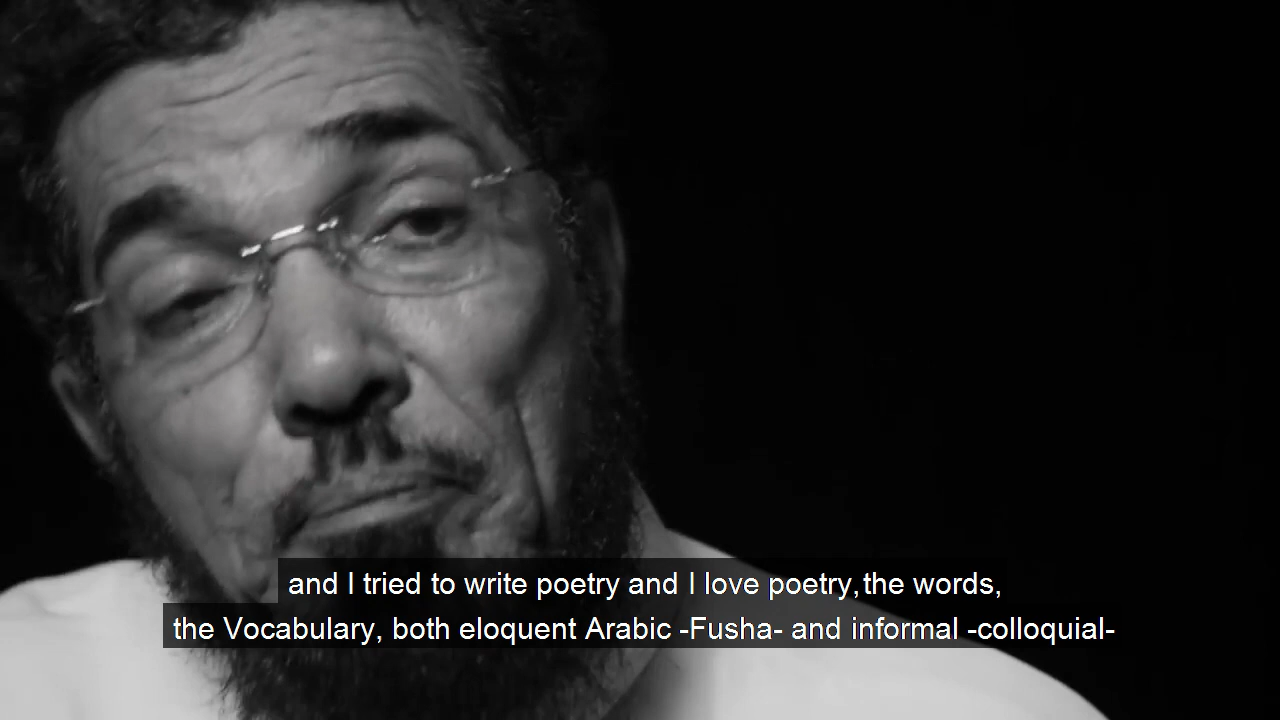 and I tried to write poetry and I love poetry,the words,
the Vocabulary, both eloquent Arabic -Fusha- and informal -colloquial-